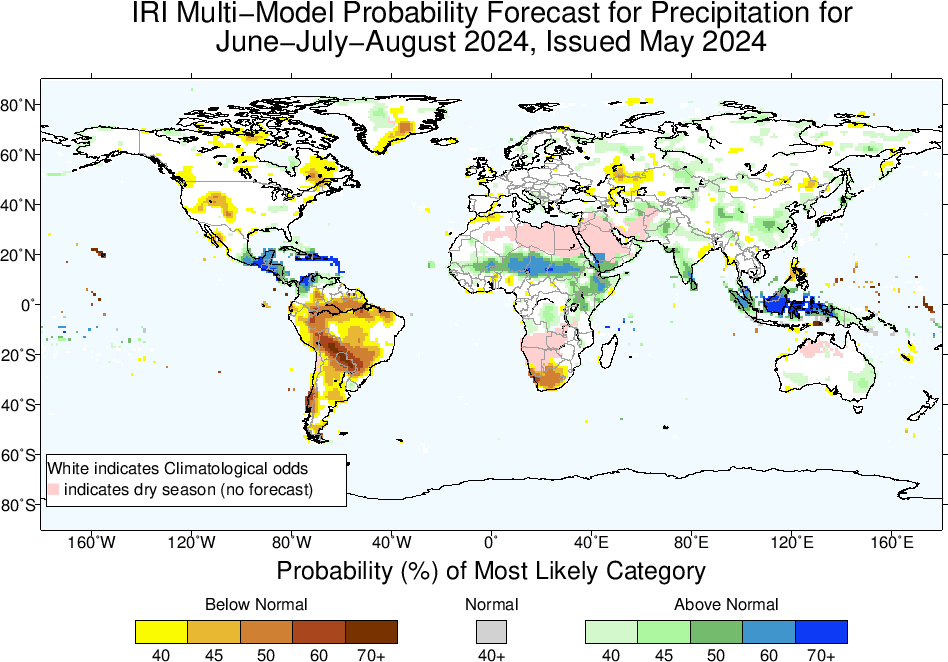 IRI Multi−Model Probability Forecast for Precipitation for
June−July−August 2024, Issued May 2024
80˚N
60˚N
40˚N
20˚N
0˚
20˚S
40˚S
60˚S
80˚S
White indicates Climatological odds
indicates dry season (no forecast)
160˚W 120˚W 80˚W 40˚W 0˚ 40˚E 80˚E 120˚E 160˚E
Probability (%) of Most Likely Category
Below Normal Normal Above Normal
40 45 50 60 70+ 40+ 40 45 50 60 70+